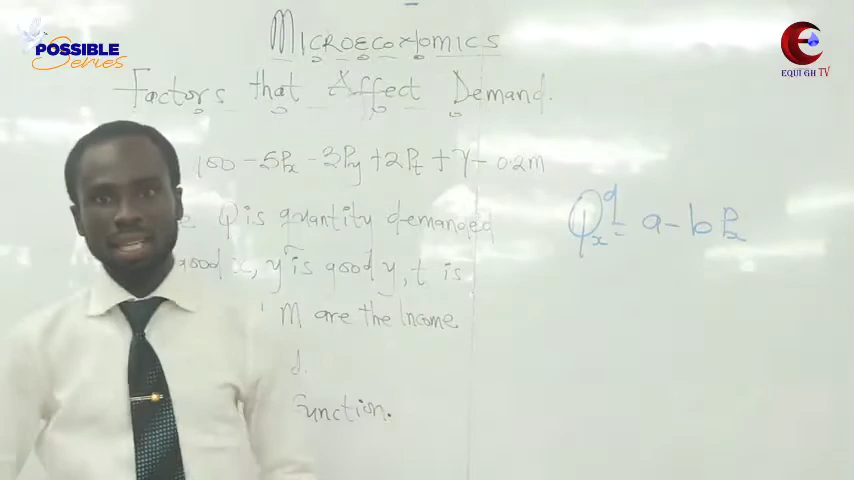 POSSIBLE
Series
EQUI GH TV
MICROECONOMICS
Factors that Affect Demand.
100 - 5Px - 3Py + 2Pt + Y - 0.2M
Q is quantity demanded
good x, y is good y, t is
M are the Income
d.
function.
Qxd = a - bPx